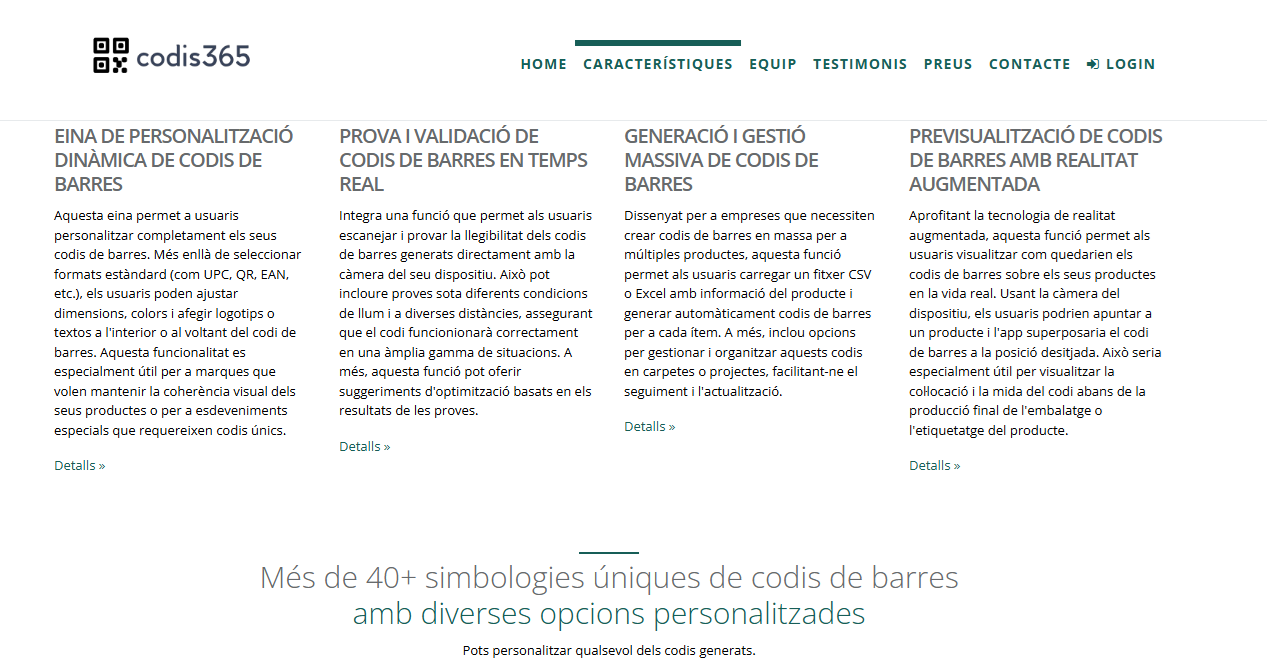 codis365
HOME CARACTERÍSTIQUES EQUIP TESTIMONIS PREUS CONTACTE LOGIN
EINA DE PERSONALITZACIÓ
DINÀMICA DE CODIS DE
BARRES
Aquesta eina permet a usuaris
personalitzar completament els seus
codis de barres. Més enllà de seleccionar
formats estàndard (com UPC, QR, EAN,
etc.), els usuaris poden ajustar
dimensions, colors i afegir logotips o
textos a l'interior o al voltant del codi de
barres. Aquesta funcionalitat es
especialment útil per a marques que
volen mantenir la coherència visual dels
seus productes o per a esdeveniments
especials que requereixen codis únics.
Detalls »
PROVA I VALIDACIÓ DE
CODIS DE BARRES EN TEMPS
REAL
Integra una funció que permet als usuaris
escanejar i provar la llegibilitat dels codis
de barres generats directament amb la
càmera del seu dispositiu. Això pot
incloure proves sota diferents condicions
de llum i a diverses distàncies, assegurant
que el codi funcionionarà correctament
en una àmplia gamma de situacions. A
més, aquesta funció pot oferir
suggeriments d'optimització basats en els
resultats de les proves.
Detalls »
GENERACIÓ I GESTIÓ
MASSIVA DE CODIS DE
BARRES
Dissenyat per a empreses que necessiten
crear codis de barres en massa per a
múltiples productes, aquesta funció
permet als usuaris carregar un fitxer CSV
o Excel amb informació del producte i
generar automàticament codis de barres
per a cada ítem. A més, inclou opcions
per gestionar i organitzar aquests codis
en carpetes o projectes, facilitant-ne el
seguiment i l'actualització.
Detalls »
PREVISUALITZACIÓ DE CODIS
DE BARRES AMB REALITAT
AUGMENTADA
Aprofitant la tecnologia de realitat
augmentada, aquesta funció permet als
usuaris visualitzar com quedarien els
codis de barres sobre els seus productes
en la vida real. Usant la càmera del
dispositiu, els usuaris podrien apuntar a
un producte i l'app superposaria el codi
de barres a la posició desitjada. Això seria
especialment útil per visualitzar la
col·locació i la mida del codi abans de la
producció final de l'embalatge o
l'etiquetatge del producte.
Detalls »
Més de 40+ simbologies úniques de codis de barres
amb diverses opcions personalitzades
Pots personalitzar qualsevol dels codis generats.